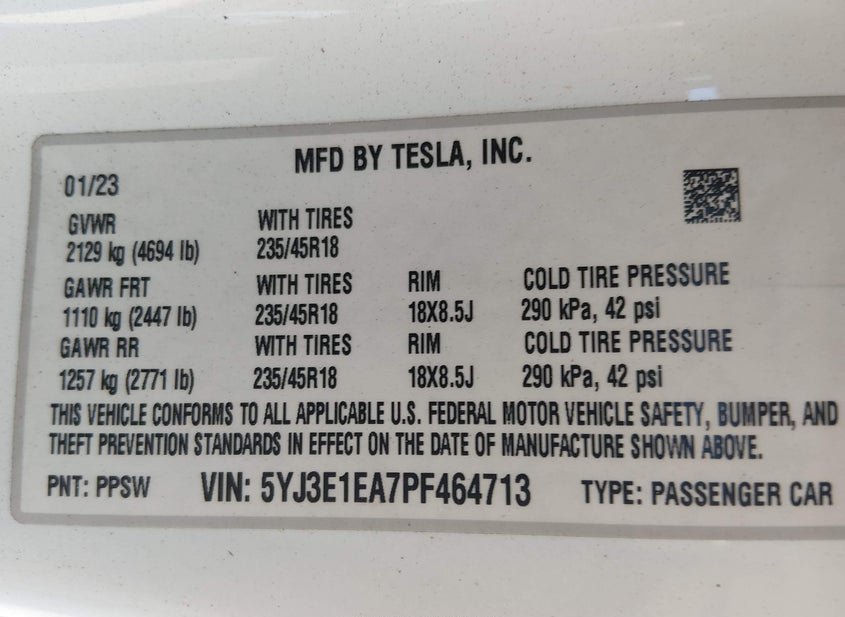 MFD BY TESLA, INC.
01/23
GVWR WITH TIRES
2129 kg (4694 lb) 235/45R18
GAWR FRT WITH TIRES RIM COLD TIRE PRESSURE
1110 kg (2447 lb) 235/45R18 18X8.5J 290 kPa, 42 psi
GAWR RR WITH TIRES RIM COLD TIRE PRESSURE
1257 kg (2771 lb) 235/45R18 18X8.5J 290 kPa, 42 psi
THIS VEHICLE CONFORMS TO ALL APPLICABLE U.S. FEDERAL MOTOR VEHICLE SAFETY, BUMPER, AND
THEFT PREVENTION STANDARDS IN EFFECT ON THE DATE OF MANUFACTURE SHOWN ABOVE.
PNT: PPSW VIN: 5YJ3E1EA7PF464713 TYPE: PASSENGER CAR